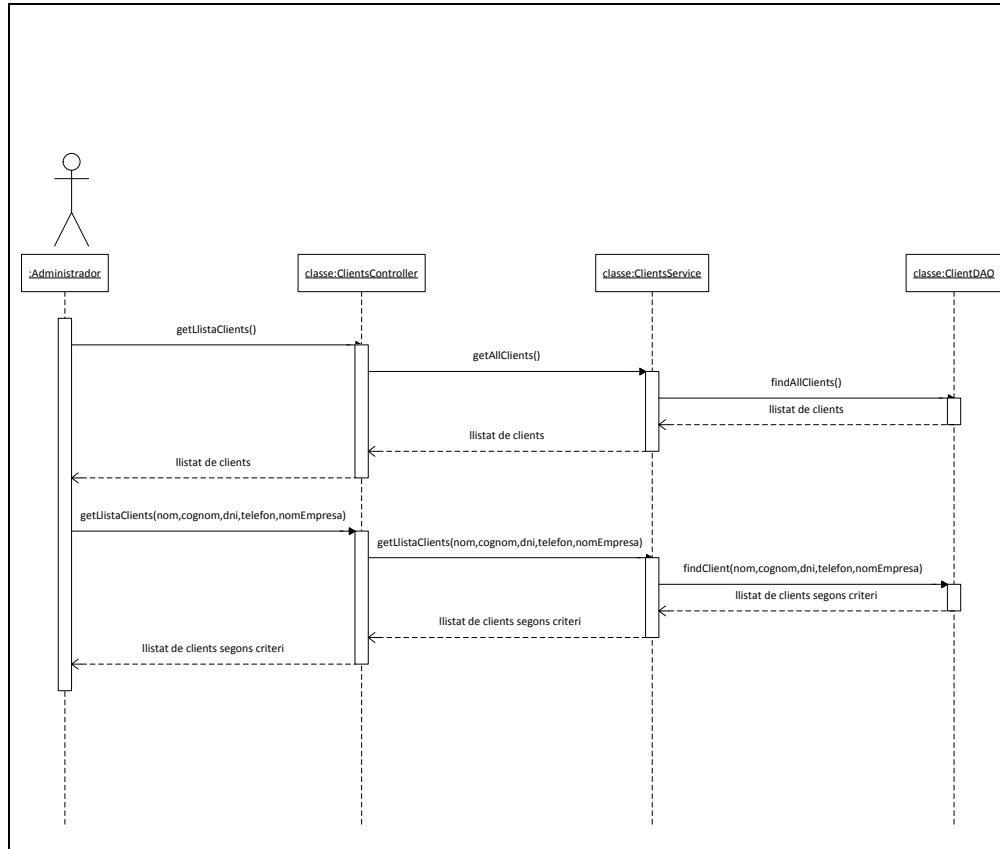 :Administrador
classe:ClientsController
classe:ClientsService
classe:ClientDAO
getLlistaClients()
getAllClients()
findAllClients()
llistat de clients
llistat de clients
llistat de clients
getLlistaClients(nom,cognom,dni,telefon,nomEmpresa)
getLlistaClients(nom,cognom,dni,telefon,nomEmpresa)
findClient(nom,cognom,dni,telefon,nomEmpresa)
llistat de clients segons criteri
llistat de clients segons criteri
llistat de clients segons criteri